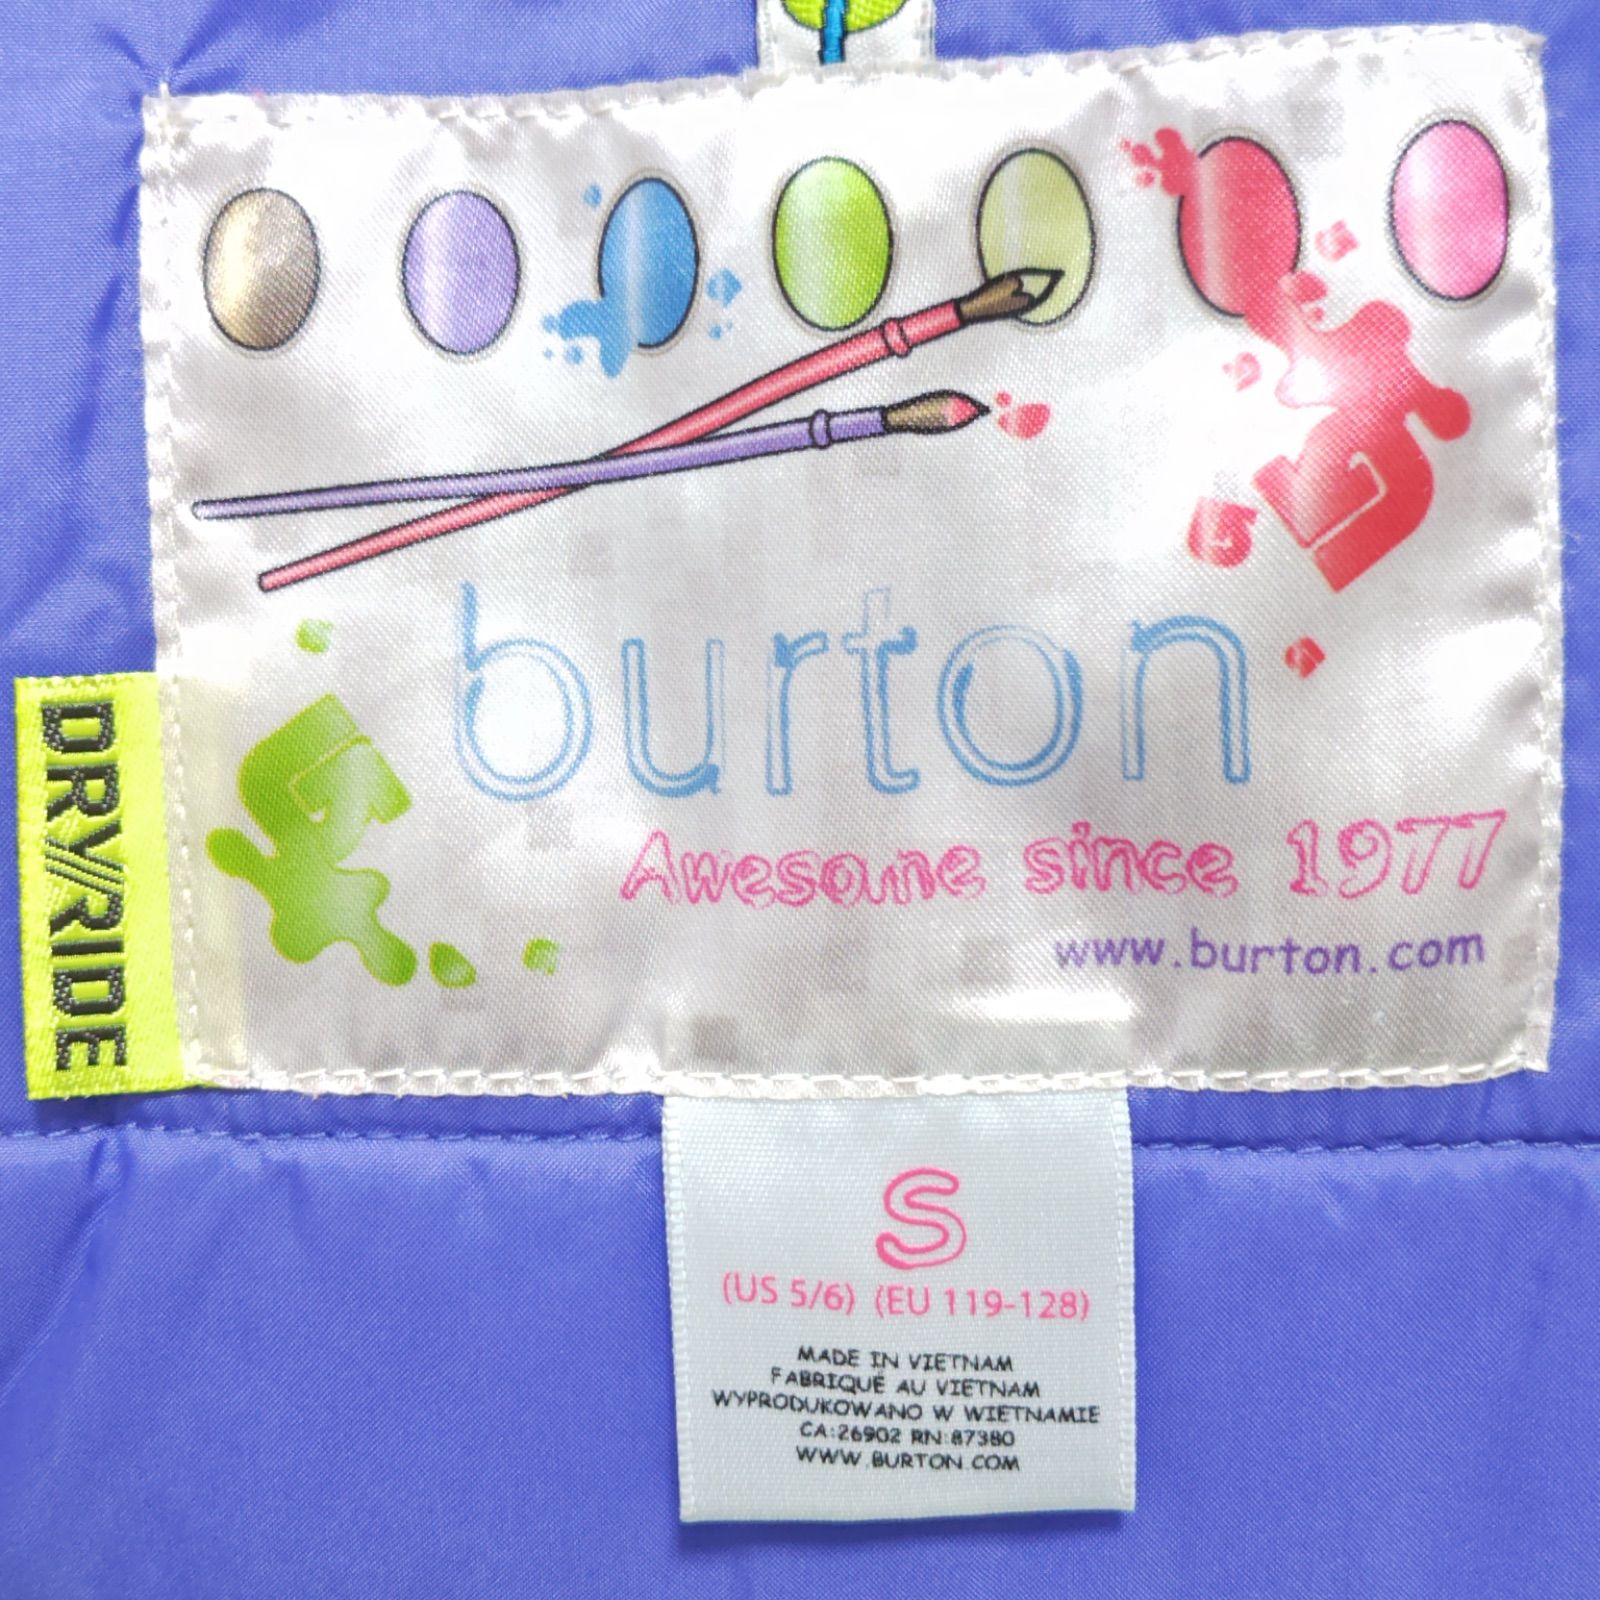 burton
Awesome since 1977
www.burton.com
DRY//RIDE
S
(US 5/6) (EU 119-128)
MADE IN VIETNAM
FABRIQUÉ AU VIETNAM
WYPRODUKOWANO W WIETNAMIE
CA:26902 RN:87380
WWW.BURTON.COM